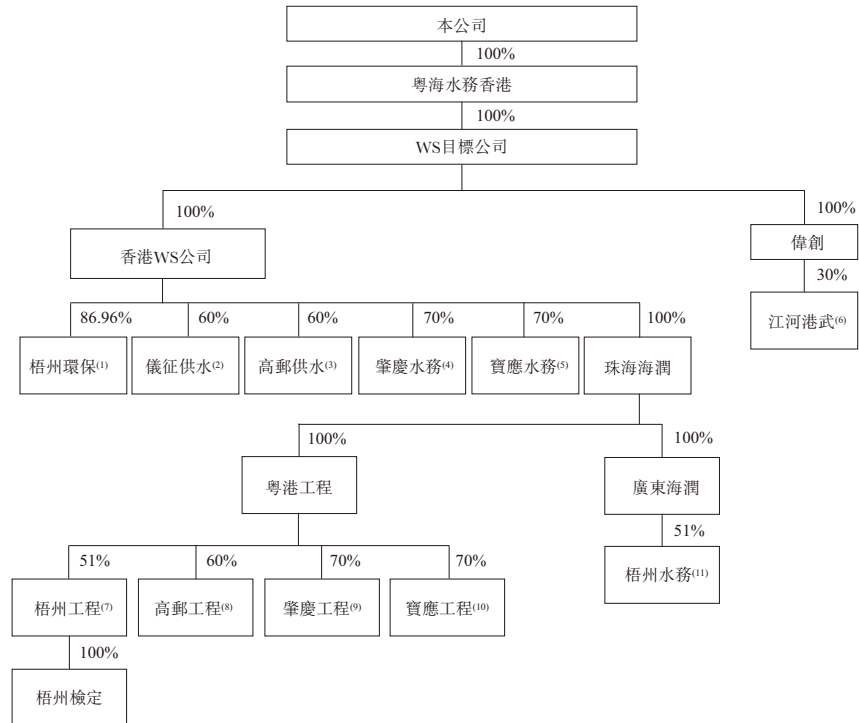 本公司
100%
粵海水務香港
100%
WS目標公司
100%
100%
香港WS公司
偉創
30%
86.96%
60%
60%
70%
70%
100%
江河港武(6)
梧州環保(1)
儀征供水(2)
高郵供水(3)
肇慶水務(4)
寶應水務(5)
珠海海潤
100%
100%
粵港工程
廣東海潤
51%
51%
60%
70%
70%
梧州水務(11)
梧州工程(7)
高郵工程(8)
肇慶工程(9)
寶應工程(10)
100%
梧州檢定